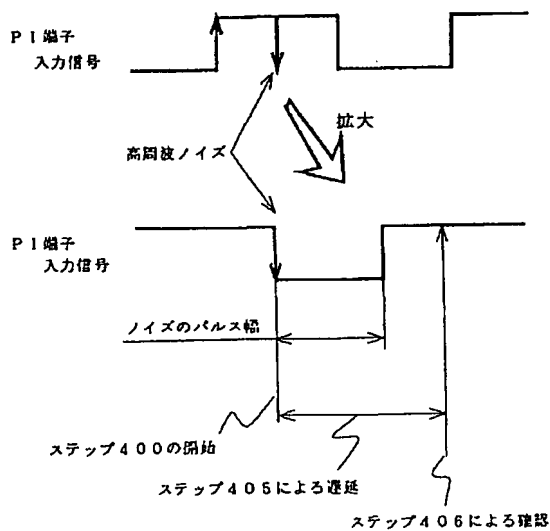 PI端子
入力信号
拡大
高周波ノイズ
PI端子
入力信号
ノイズのパルス幅
ステップ400の開始
ステップ405による遅延
ステップ406による確認